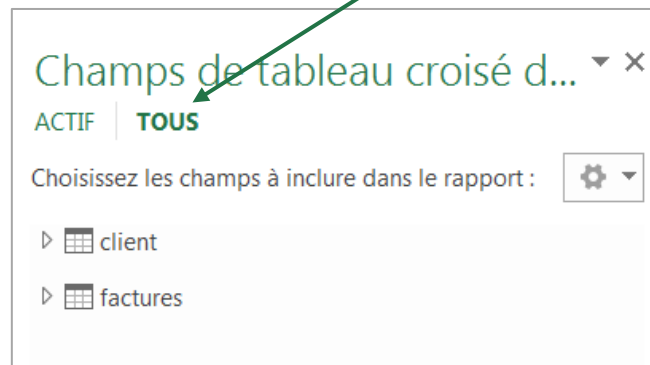 Champs de tableau croisé d...
ACTIF TOUS
Choisissez les champs à inclure dans le rapport :
client
factures